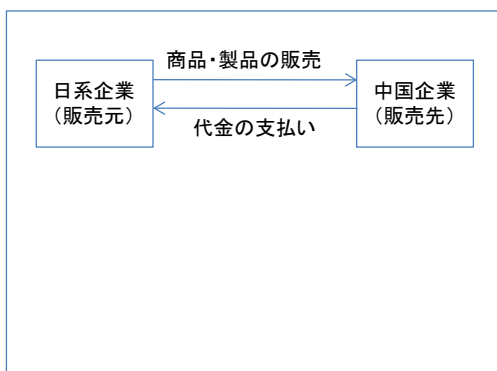 商品・製品の販売
日系企業
（販売元）
中国企業
（販売先）
代金の支払い